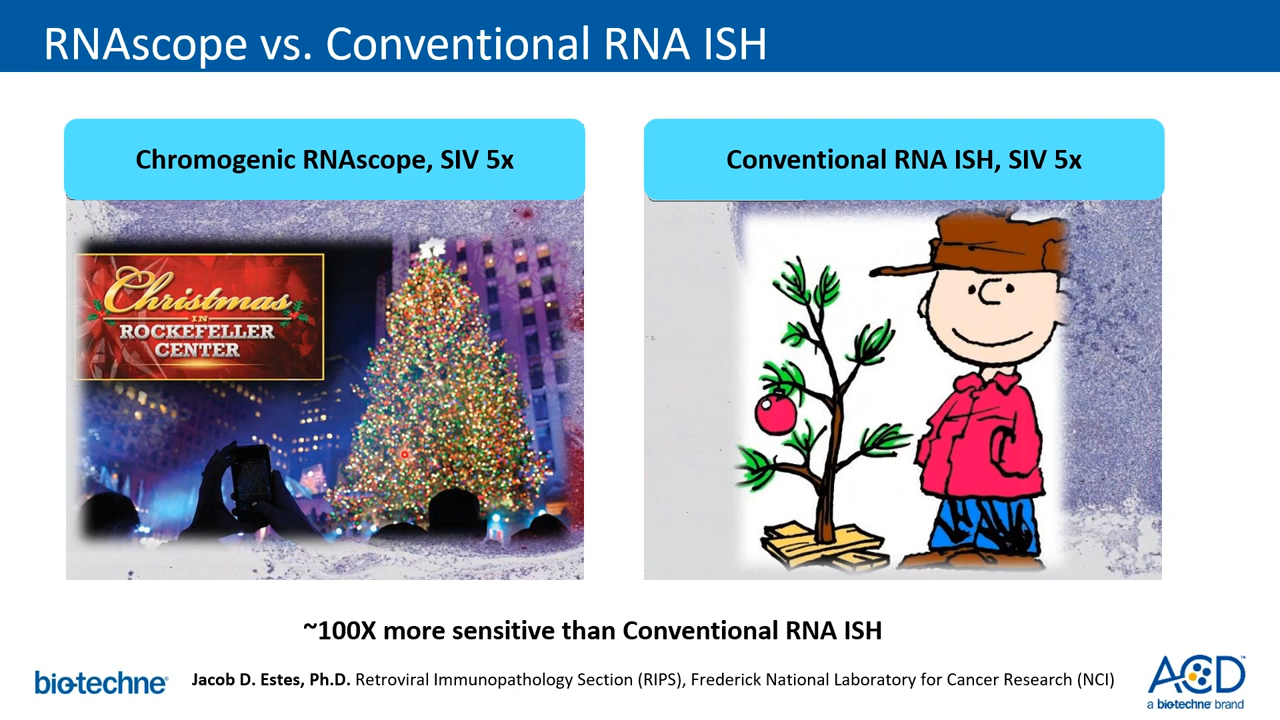 RNAscope vs. Conventional RNA ISH
Chromogenic RNAscope, SIV 5x
Conventional RNA ISH, SIV 5x
Christmas
IN
ROCKEFELLER
CENTER
~100X more sensitive than Conventional RNA ISH
bio-techne®
Jacob D. Estes, Ph.D. Retroviral Immunopathology Section (RIPS), Frederick National Laboratory for Cancer Research (NCI)
ACD™
a bio-techne brand